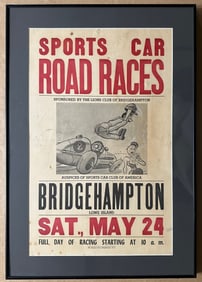 SPORTS CAR
ROAD RACES
SPONSORED BY THE LIONS CLUB OF BRIDGEHAMPTON
AUSPICES OF SPORTS CAR CLUB OF AMERICA
BRIDGEHAMPTON
LONG ISLAND
SAT., MAY 24
FULL DAY OF RACING STARTING AT 10 a. m.